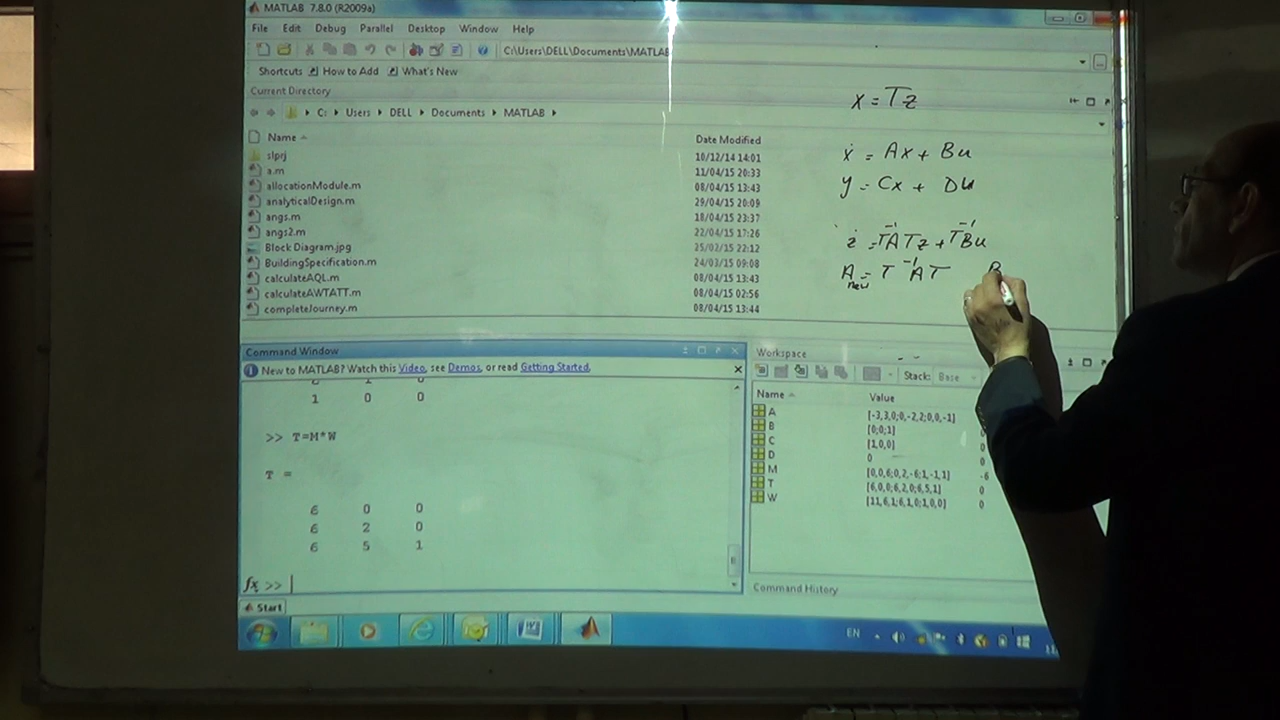 MATLAB 7.8.0 (R2009a)
File Edit Debug Parallel Desktop Window Help
C:\Users\DELL\Documents\MATLAB
Shortcuts How to Add What's New
Current Directory
C: Users DELL Documents MATLAB
Name Date Modified
slprj 10/12/14 14:01
a.m 11/04/15 20:33
allocationModule.m 08/04/15 13:43
analyticalDesign.m 29/04/15 20:09
angs.m 18/04/15 23:37
angs2.m 22/04/15 17:26
Block Diagram.jpg 25/02/15 22:12
BuildingSpecification.m 24/03/15 09:08
calculateAQL.m 08/04/15 13:43
calculateAWTATT.m 08/04/15 02:56
completeJourney.m 08/04/15 13:44
x = Tz
ẋ = Ax + Bu
y = Cx + Du
ż = T⁻¹ATz + T⁻¹Bu
A new = T⁻¹AT B
Command Window
New to MATLAB? Watch this Video, see Demos, or read Getting Started.
1 0 0
>> T=M*W
T =
6 0 0
6 2 0
6 5 1
fx >>
Workspace
Stack: Base
Name Value
A [-3,3,0;0,-2,2;0,0,-1]
B [0;0;1] 0
C [1,0,0] 0
D 0 0
M [0,0,6;0,2,-6;1,-1,1] -6
T [6,0,0;6,2,0;6,5,1] 0
W [11,6,1;6,1,0;1,0,0] 0
Command History
Start
EN